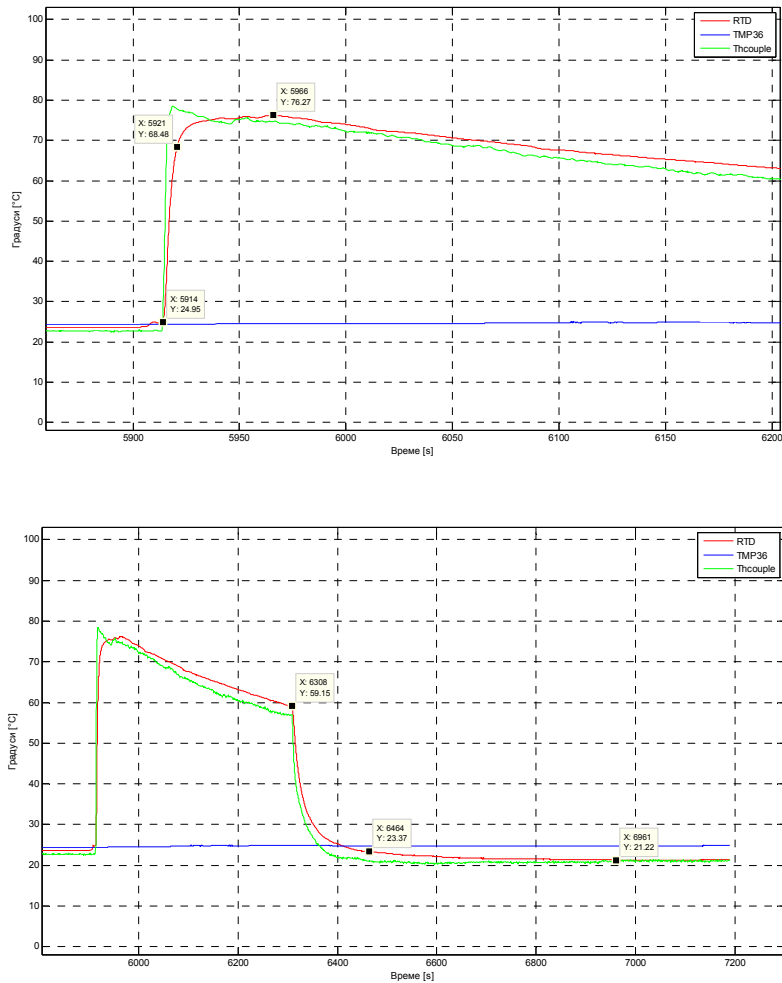 100
90
80
70
60
50
40
30
20
10
0
Градуси [°C]
RTD
TMP36
Thcouple
X: 5966
Y: 76.27
X: 5921
Y: 68.48
X: 5914
Y: 24.95
5900 5950 6000 6050 6100 6150 6200
Време [s]
100
90
80
70
60
50
40
30
20
10
0
Градуси [°C]
RTD
TMP36
Thcouple
X: 6308
Y: 59.15
X: 6464
Y: 23.37
X: 6961
Y: 21.22
6000 6200 6400 6600 6800 7000 7200
Време [s]